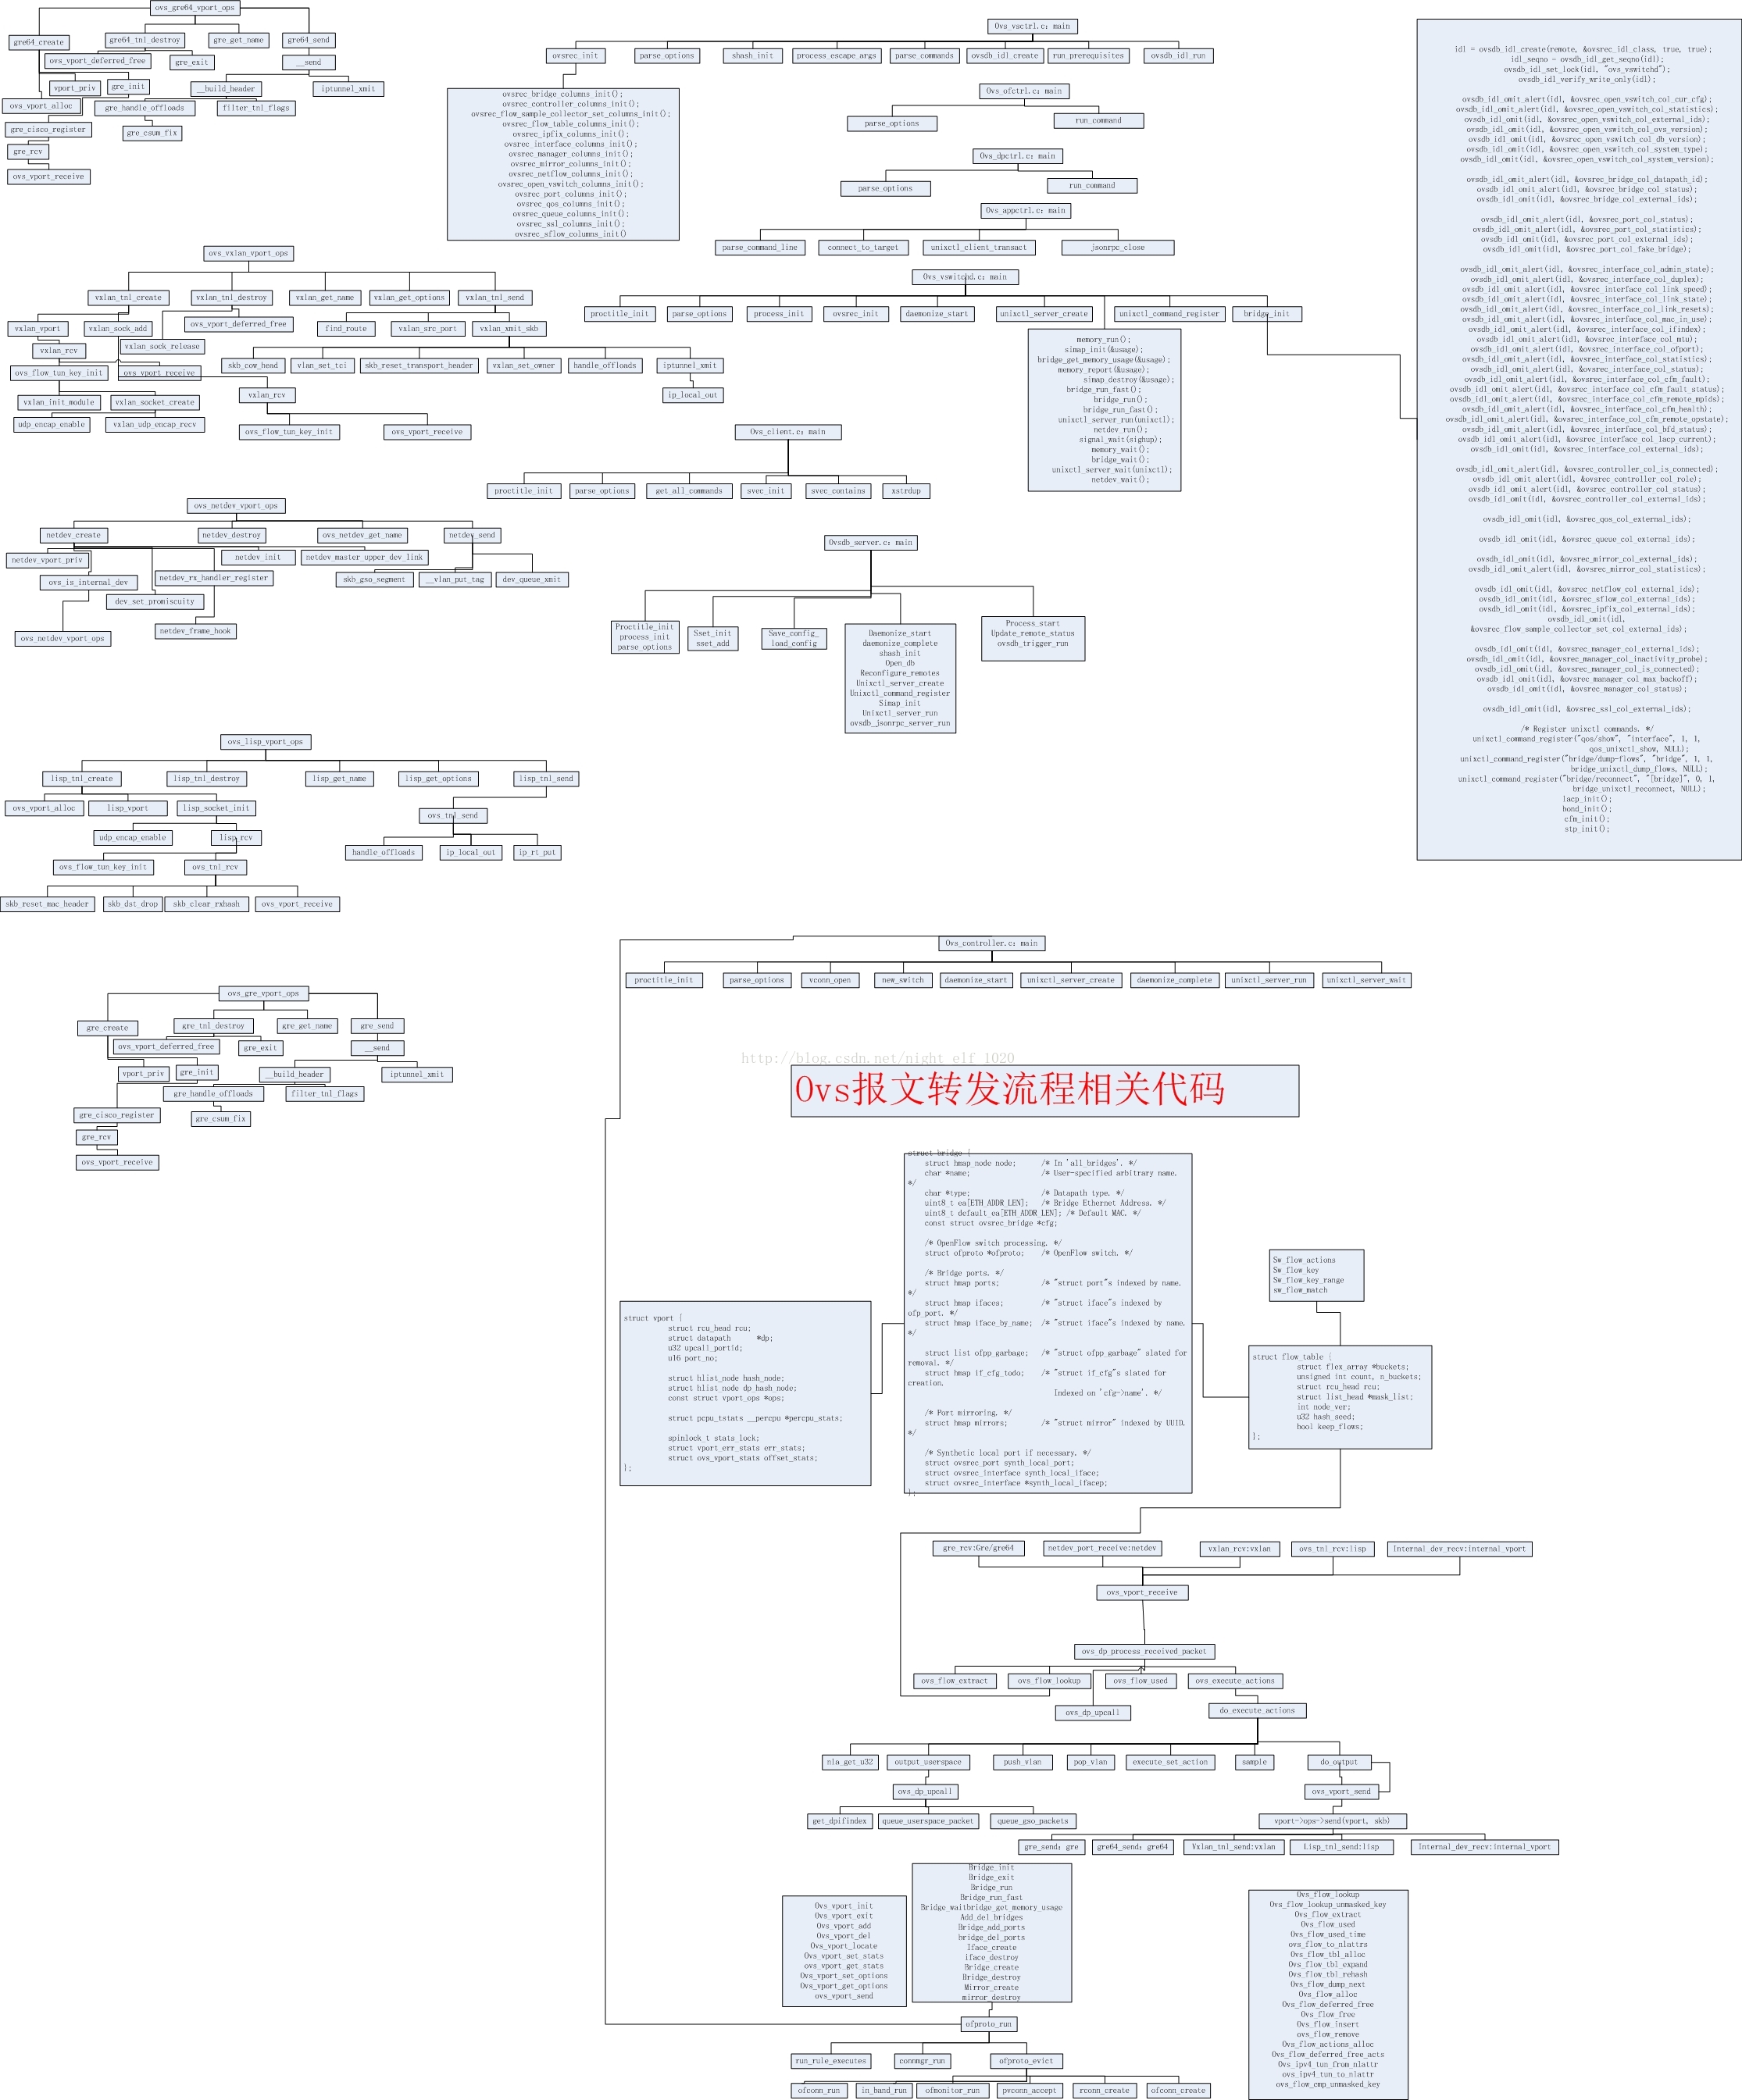 ovs_gre64_vport_ops
gre64_create
gre64_tnl_destroy
gre_get_name
gre64_send
ovs_vport_deferred_free
gre_exit
__send
vport_priv
gre_init
__build_header
iptunnel_xmit
ovs_vport_alloc
gre_handle_offloads
filter_tnl_flags
gre_cisco_register
gre_csum_fix
gre_rcv
ovs_vport_receive
Ovs_vsctrl.c: main
ovsrec_init
parse_options
shash_init
process_escape_args
parse_commands
ovsdb_idl_create
run_prerequisites
ovsdb_idl_run
ovsrec_bridge_columns_init();
ovsrec_controller_columns_init();
ovsrec_flow_sample_collector_set_columns_init();
ovsrec_flow_table_columns_init();
ovsrec_ipfix_columns_init();
ovsrec_interface_columns_init();
ovsrec_manager_columns_init();
ovsrec_mirror_columns_init();
ovsrec_netflow_columns_init();
ovsrec_open_vswitch_columns_init();
ovsrec_port_columns_init();
ovsrec_qos_columns_init();
ovsrec_queue_columns_init();
ovsrec_ssl_columns_init();
ovsrec_sflow_columns_init()
Ovs_ofctrl.c: main
parse_options
run_command
Ovs_dpctrl.c: main
parse_options
run_command
Ovs_appctrl.c: main
parse_command_line
connect_to_target
unixctl_client_transact
jsonrpc_close
Ovs_vswitchd.c: main
proctitle_init
parse_options
process_init
ovsrec_init
daemonize_start
unixctl_server_create
unixctl_command_register
bridge_init
memory_run();
simap_init(&usage);
bridge_get_memory_usage(&usage);
memory_report(&usage);
simap_destroy(&usage);
bridge_run_fast();
bridge_run();
bridge_run_fast();
unixctl_server_run(unixctl);
netdev_run();
signal_wait(sighup);
memory_wait();
bridge_wait();
unixctl_server_wait(unixctl);
netdev_wait();
idl = ovsdb_idl_create(remote, &ovsrec_idl_class, true, true);
idl_seqno = ovsdb_idl_get_seqno(idl);
ovsdb_idl_set_lock(idl, "ovs_vswitchd");
ovsdb_idl_verify_write_only(idl);
ovsdb_idl_omit_alert(idl, &ovsrec_open_vswitch_col_cur_cfg);
ovsdb_idl_omit_alert(idl, &ovsrec_open_vswitch_col_statistics);
ovsdb_idl_omit(idl, &ovsrec_open_vswitch_col_external_ids);
ovsdb_idl_omit(idl, &ovsrec_open_vswitch_col_ovs_version);
ovsdb_idl_omit(idl, &ovsrec_open_vswitch_col_db_version);
ovsdb_idl_omit(idl, &ovsrec_open_vswitch_col_system_type);
ovsdb_idl_omit(idl, &ovsrec_open_vswitch_col_system_version);
ovsdb_idl_omit_alert(idl, &ovsrec_bridge_col_datapath_id);
ovsdb_idl_omit_alert(idl, &ovsrec_bridge_col_status);
ovsdb_idl_omit(idl, &ovsrec_bridge_col_external_ids);
ovsdb_idl_omit_alert(idl, &ovsrec_port_col_status);
ovsdb_idl_omit_alert(idl, &ovsrec_port_col_statistics);
ovsdb_idl_omit(idl, &ovsrec_port_col_external_ids);
ovsdb_idl_omit(idl, &ovsrec_port_col_fake_bridge);
ovsdb_idl_omit_alert(idl, &ovsrec_interface_col_admin_state);
ovsdb_idl_omit_alert(idl, &ovsrec_interface_col_duplex);
ovsdb_idl_omit_alert(idl, &ovsrec_interface_col_link_speed);
ovsdb_idl_omit_alert(idl, &ovsrec_interface_col_link_state);
ovsdb_idl_omit_alert(idl, &ovsrec_interface_col_link_resets);
ovsdb_idl_omit_alert(idl, &ovsrec_interface_col_mac_in_use);
ovsdb_idl_omit_alert(idl, &ovsrec_interface_col_ifindex);
ovsdb_idl_omit_alert(idl, &ovsrec_interface_col_mtu);
ovsdb_idl_omit_alert(idl, &ovsrec_interface_col_ofport);
ovsdb_idl_omit_alert(idl, &ovsrec_interface_col_statistics);
ovsdb_idl_omit_alert(idl, &ovsrec_interface_col_status);
ovsdb_idl_omit_alert(idl, &ovsrec_interface_col_cfm_fault);
ovsdb_idl_omit_alert(idl, &ovsrec_interface_col_cfm_fault_status);
ovsdb_idl_omit_alert(idl, &ovsrec_interface_col_cfm_remote_mpids);
ovsdb_idl_omit_alert(idl, &ovsrec_interface_col_cfm_health);
ovsdb_idl_omit_alert(idl, &ovsrec_interface_col_cfm_remote_opstate);
ovsdb_idl_omit_alert(idl, &ovsrec_interface_col_bfd_status);
ovsdb_idl_omit_alert(idl, &ovsrec_interface_col_lacp_current);
ovsdb_idl_omit(idl, &ovsrec_interface_col_external_ids);
ovsdb_idl_omit_alert(idl, &ovsrec_controller_col_is_connected);
ovsdb_idl_omit_alert(idl, &ovsrec_controller_col_role);
ovsdb_idl_omit_alert(idl, &ovsrec_controller_col_status);
ovsdb_idl_omit(idl, &ovsrec_controller_col_external_ids);
ovsdb_idl_omit(idl, &ovsrec_qos_col_external_ids);
ovsdb_idl_omit(idl, &ovsrec_queue_col_external_ids);
ovsdb_idl_omit(idl, &ovsrec_mirror_col_external_ids);
ovsdb_idl_omit_alert(idl, &ovsrec_mirror_col_statistics);
ovsdb_idl_omit(idl, &ovsrec_netflow_col_external_ids);
ovsdb_idl_omit(idl, &ovsrec_sflow_col_external_ids);
ovsdb_idl_omit(idl, &ovsrec_ipfix_col_external_ids);
ovsdb_idl_omit(idl,
&ovsrec_flow_sample_collector_set_col_external_ids);
ovsdb_idl_omit(idl, &ovsrec_manager_col_external_ids);
ovsdb_idl_omit(idl, &ovsrec_manager_col_inactivity_probe);
ovsdb_idl_omit(idl, &ovsrec_manager_col_is_connected);
ovsdb_idl_omit(idl, &ovsrec_manager_col_max_backoff);
ovsdb_idl_omit(idl, &ovsrec_manager_col_status);
ovsdb_idl_omit(idl, &ovsrec_ssl_col_external_ids);
/* Register unixctl commands. */
unixctl_command_register("qos/show", "interface", 1, 1,
qos_unixctl_show, NULL);
unixctl_command_register("bridge/dump-flows", "bridge", 1, 1,
bridge_unixctl_dump_flows, NULL);
unixctl_command_register("bridge/reconnect", "[bridge]", 0, 1,
bridge_unixctl_reconnect, NULL);
lacp_init();
bond_init();
cfm_init();
stp_init();
ovs_vxlan_vport_ops
vxlan_tnl_create
vxlan_tnl_destroy
vxlan_get_name
vxlan_get_options
vxlan_tnl_send
vxlan_vport
vxlan_sock_add
ovs_vport_deferred_free
find_route
vxlan_src_port
vxlan_xmit_skb
vxlan_rcv
vxlan_sock_release
ovs_flow_tun_key_init
ovs_vport_receive
skb_cow_head
vlan_set_tci
skb_reset_transport_header
vxlan_set_owner
handle_offloads
iptunnel_xmit
vxlan_init_module
vxlan_socket_create
vxlan_rcv
ip_local_out
udp_encap_enable
vxlan_udp_encap_recv
ovs_flow_tun_key_init
ovs_vport_receive
Ovs_client.c: main
proctitle_init
parse_options
get_all_commands
svec_init
svec_contains
xstrdup
ovs_netdev_vport_ops
netdev_create
netdev_destroy
ovs_netdev_get_name
netdev_send
netdev_vport_priv
netdev_init
netdev_master_upper_dev_link
ovs_is_internal_dev
netdev_rx_handler_register
skb_gso_segment
__vlan_put_tag
dev_queue_xmit
dev_set_promiscuity
ovs_netdev_vport_ops
netdev_frame_hook
Ovsdb_server.c: main
Proctitle_init
process_init
parse_options
Sset_init
sset_add
Save_config_
load_config
Daemonize_start
daemonize_complete
shash_init
Open_db
Reconfigure_remotes
Unixctl_server_create
Unixctl_command_register
Simap_init
Unixctl_server_run
ovsdb_jsonrpc_server_run
Process_start
Update_remote_status
ovsdb_trigger_run
ovs_lisp_vport_ops
lisp_tnl_create
lisp_tnl_destroy
lisp_get_name
lisp_get_options
lisp_tnl_send
ovs_vport_alloc
lisp_vport
lisp_socket_init
ovs_tnl_send
udp_encap_enable
lisp_rcv
handle_offloads
ip_local_out
ip_rt_put
ovs_flow_tun_key_init
ovs_tnl_rcv
skb_reset_mac_header
skb_dst_drop
skb_clear_rxhash
ovs_vport_receive
Ovs_controller.c: main
proctitle_init
parse_options
vconn_open
new_switch
daemonize_start
unixctl_server_create
daemonize_complete
unixctl_server_run
unixctl_server_wait
ovs_gre_vport_ops
gre_create
gre_tnl_destroy
gre_get_name
gre_send
ovs_vport_deferred_free
gre_exit
__send
vport_priv
gre_init
__build_header
iptunnel_xmit
gre_handle_offloads
filter_tnl_flags
gre_cisco_register
gre_csum_fix
gre_rcv
ovs_vport_receive
http://blog.csdn.net/night_elf_1020
Ovs报文转发流程相关代码
struct bridge {
struct hmap_node node; /* In 'all_bridges'. */
char *name; /* User-specified arbitrary name.
*/
char *type; /* Datapath type. */
uint8_t ea[ETH_ADDR_LEN]; /* Bridge Ethernet Address. */
uint8_t default_ea[ETH_ADDR_LEN]; /* Default MAC. */
const struct ovsrec_bridge *cfg;
/* OpenFlow switch processing. */
struct ofproto *ofproto; /* OpenFlow switch. */
/* Bridge ports. */
struct hmap ports; /* "struct port"s indexed by name.
*/
struct hmap ifaces; /* "struct iface"s indexed by
ofp_port. */
struct hmap iface_by_name; /* "struct iface"s indexed by name.
*/
struct list ofpp_garbage; /* "struct ofpp_garbage" slated for
removal. */
struct hmap if_cfg_todo; /* "struct if_cfg"s slated for
creation.
Indexed on 'cfg->name'. */
/* Port mirroring. */
struct hmap mirrors; /* "struct mirror" indexed by UUID.
*/
/* Synthetic local port if necessary. */
struct ovsrec_port synth_local_port;
struct ovsrec_interface synth_local_iface;
struct ovsrec_interface *synth_local_ifacep;
};
struct vport {
struct rcu_head rcu;
struct datapath *dp;
u32 upcall_portid;
u16 port_no;
struct hlist_node hash_node;
struct hlist_node dp_hash_node;
const struct vport_ops *ops;
struct pcpu_tstats __percpu *percpu_stats;
spinlock_t stats_lock;
struct vport_err_stats err_stats;
struct ovs_vport_stats offset_stats;
};
Sw_flow_actions
Sw_flow_key
Sw_flow_key_range
sw_flow_match
struct flow_table {
struct flex_array *buckets;
unsigned int count, n_buckets;
struct rcu_head rcu;
struct list_head *mask_list;
int node_ver;
u32 hash_seed;
bool keep_flows;
};
gre_rcv:Gre/gre64
netdev_port_receive:netdev
vxlan_rcv:vxlan
ovs_tnl_rcv:lisp
Internal_dev_recv:internal_vport
ovs_vport_receive
ovs_dp_process_received_packet
ovs_flow_extract
ovs_flow_lookup
ovs_flow_used
ovs_execute_actions
ovs_dp_upcall
do_execute_actions
nla_get_u32
output_userspace
push_vlan
pop_vlan
execute_set_action
sample
do_output
ovs_dp_upcall
ovs_vport_send
get_dpifindex
queue_userspace_packet
queue_gso_packets
vport->ops->send(vport, skb)
gre_send: gre
gre64_send: gre64
Vxlan_tnl_send:vxlan
Lisp_tnl_send:lisp
Internal_dev_recv:internal_vport
Ovs_vport_init
Ovs_vport_exit
Ovs_vport_add
Ovs_vport_del
Ovs_vport_locate
Ovs_vport_set_stats
ovs_vport_get_stats
Ovs_vport_set_options
Ovs_vport_get_options
ovs_vport_send
Bridge_init
Bridge_exit
Bridge_run
Bridge_run_fast
Bridge_waitbridge_get_memory_usage
Add_del_bridges
Bridge_add_ports
bridge_del_ports
Iface_create
iface_destroy
Bridge_create
Bridge_destroy
Mirror_create
mirror_destroy
Ovs_flow_lookup
Ovs_flow_lookup_unmasked_key
Ovs_flow_extract
Ovs_flow_used
Ovs_flow_used_time
ovs_flow_to_nlattrs
Ovs_flow_tbl_alloc
Ovs_flow_tbl_expand
Ovs_flow_tbl_rehash
Ovs_flow_dump_next
Ovs_flow_alloc
Ovs_flow_deferred_free
Ovs_flow_free
Ovs_flow_insert
ovs_flow_remove
Ovs_flow_actions_alloc
Ovs_flow_deferred_free_acts
Ovs_ipv4_tun_from_nlattr
ovs_ipv4_tun_to_nlattr
ovs_flow_cmp_unmasked_key
ofproto_run
run_rule_executes
connmgr_run
ofproto_evict
ofconn_run
in_band_run
ofmonitor_run
pvconn_accept
rconn_create
ofconn_create